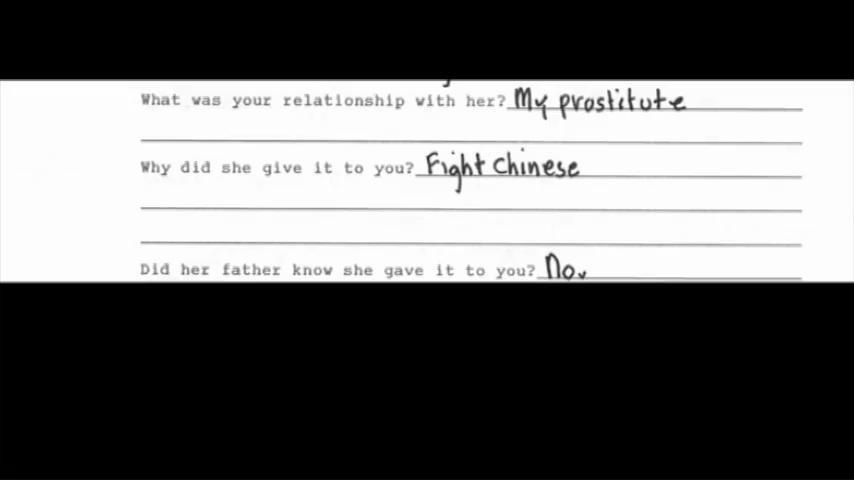 What was your relationship with her? My prostitute
Why did she give it to you? Fight Chinese
Did her father know she gave it to you? No.